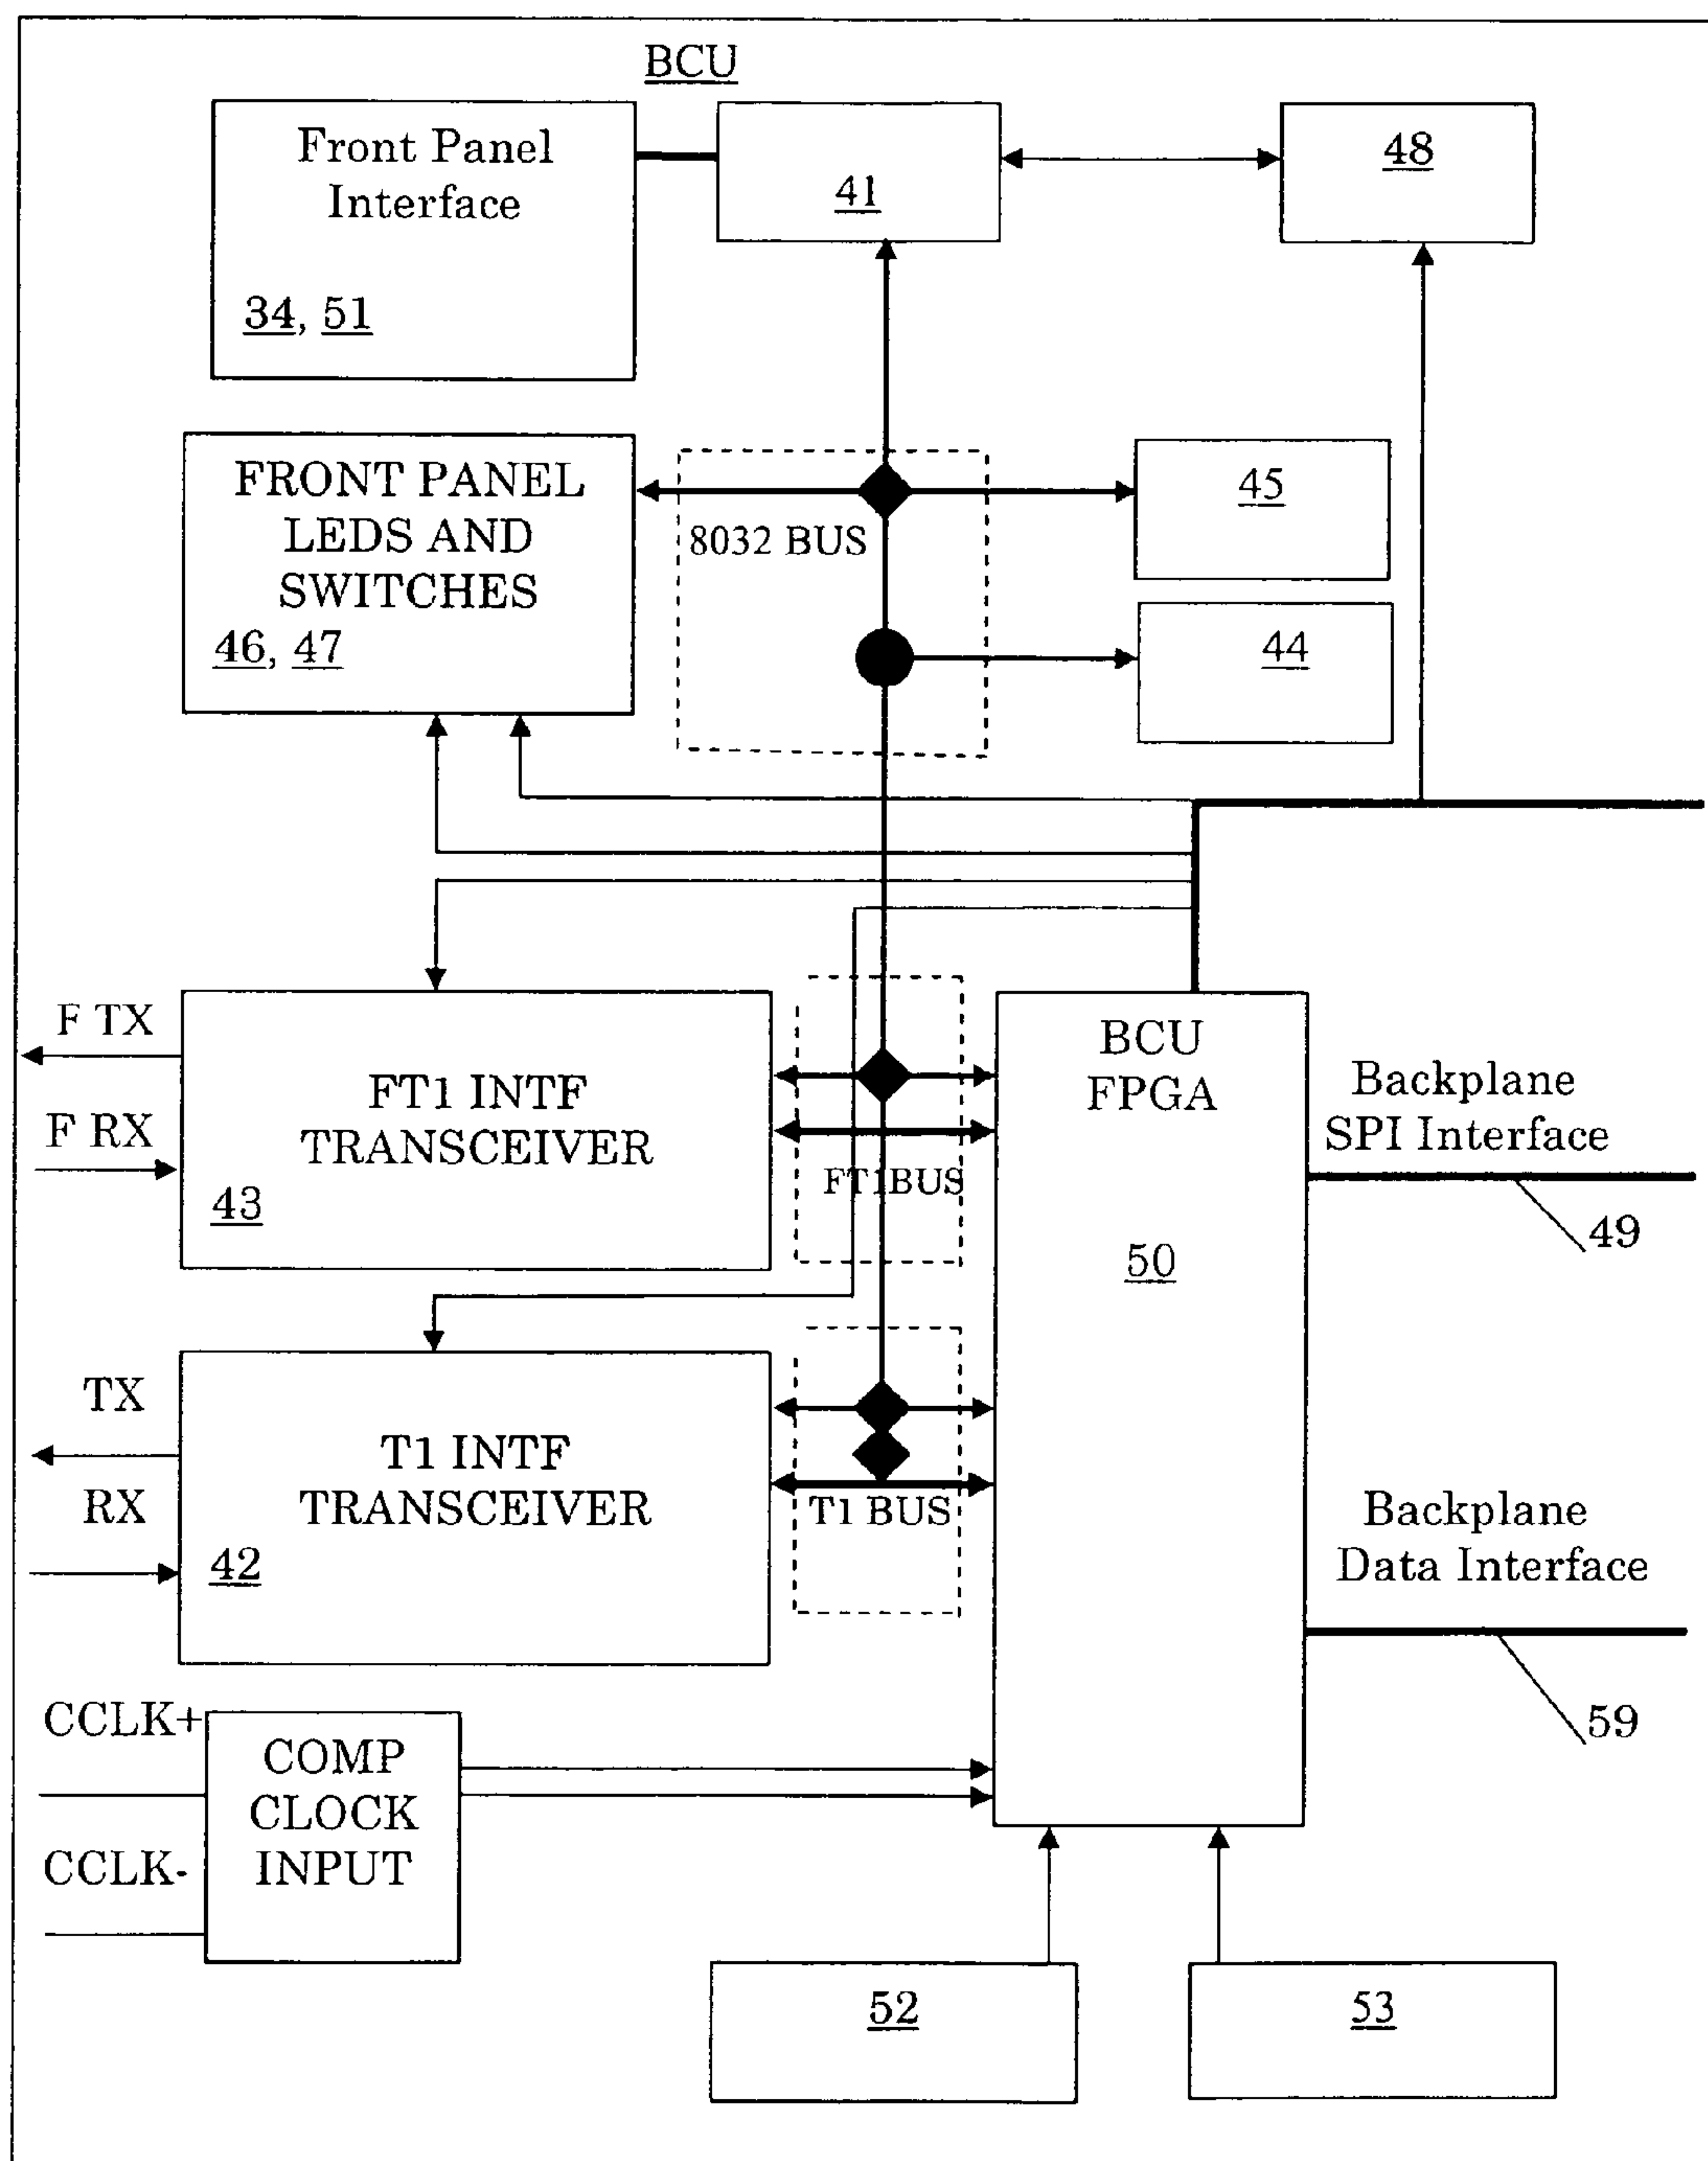 BCU
Front Panel
Interface
34, 51
41
48
FRONT PANEL
LEDS AND
SWITCHES
46, 47
8032 BUS
45
44
F TX
F RX
FT1 INTF
TRANSCEIVER
43
FT1BUS
BCU
FPGA
50
Backplane
SPI Interface
49
TX
RX
T1 INTF
TRANSCEIVER
42
T1 BUS
Backplane
Data Interface
59
CCLK+
CCLK-
COMP
CLOCK
INPUT
52
53